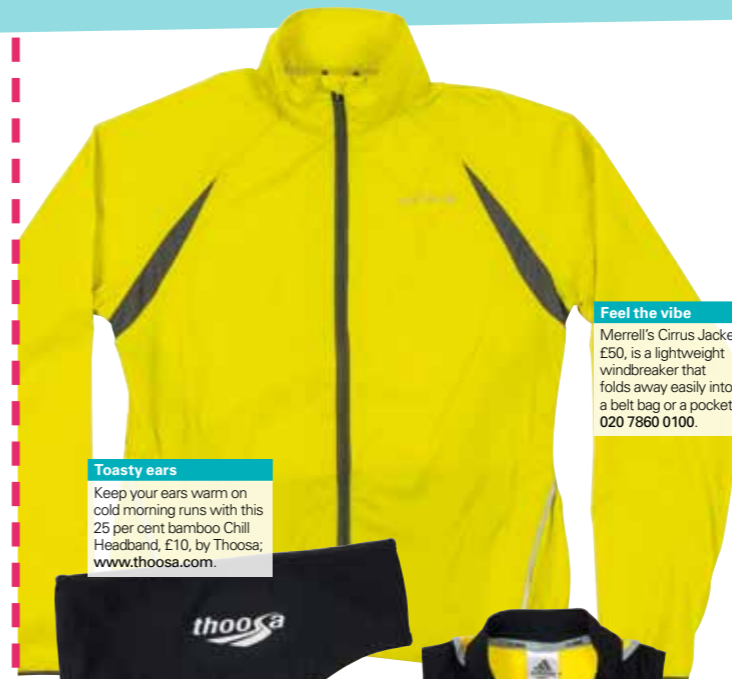 Feel the vibe
Merrell's Cirrus Jacke
£50, is a lightweight
windbreaker that
folds away easily into
a belt bag or a pocket
020 7860 0100.
Toasty ears
Keep your ears warm on
cold morning runs with this
25 per cent bamboo Chill
Headband, £10, by Thoosa;
www.thoosa.com.
thoosa
adidas